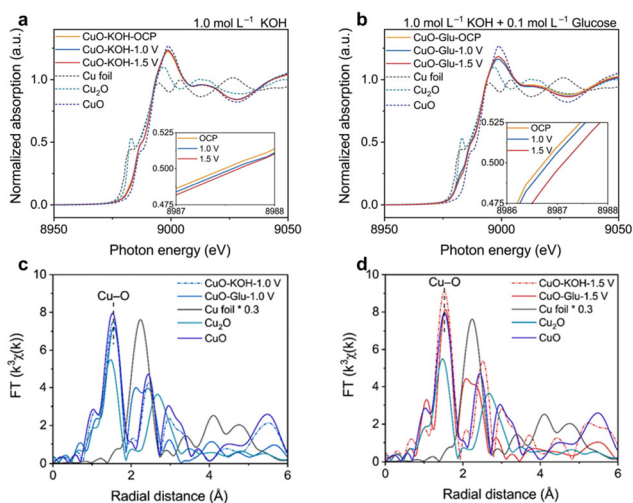 a
1.0 mol L⁻¹ KOH
CuO-KOH-OCP
CuO-KOH-1.0 V
CuO-KOH-1.5 V
Cu foil
Cu₂O
CuO
Normalized absorption (a.u.)
1.0
0.5
0.0
0.525
0.500
0.475
OCP
1.0 V
1.5 V
8987
8988
8950
9000
9050
Photon energy (eV)
b
1.0 mol L⁻¹ KOH + 0.1 mol L⁻¹ Glucose
CuO-Glu-OCP
CuO-Glu-1.0 V
CuO-Glu-1.5 V
Cu foil
Cu₂O
CuO
Normalized absorption (a.u.)
1.0
0.5
0.0
0.525
0.500
0.475
OCP
1.0 V
1.5 V
8986
8987
8988
8950
9000
9050
Photon energy (eV)
c
Cu–O
CuO-KOH-1.0 V
CuO-Glu-1.0 V
Cu foil * 0.3
Cu₂O
CuO
FT (k³χ(k))
10
8
6
4
2
0
0 2 4 6
Radial distance (Å)
d
Cu–O
CuO-KOH-1.5 V
CuO-Glu-1.5 V
Cu foil * 0.3
Cu₂O
CuO
FT (k³χ(k))
10
8
6
4
2
0
0 2 4 6
Radial distance (Å)